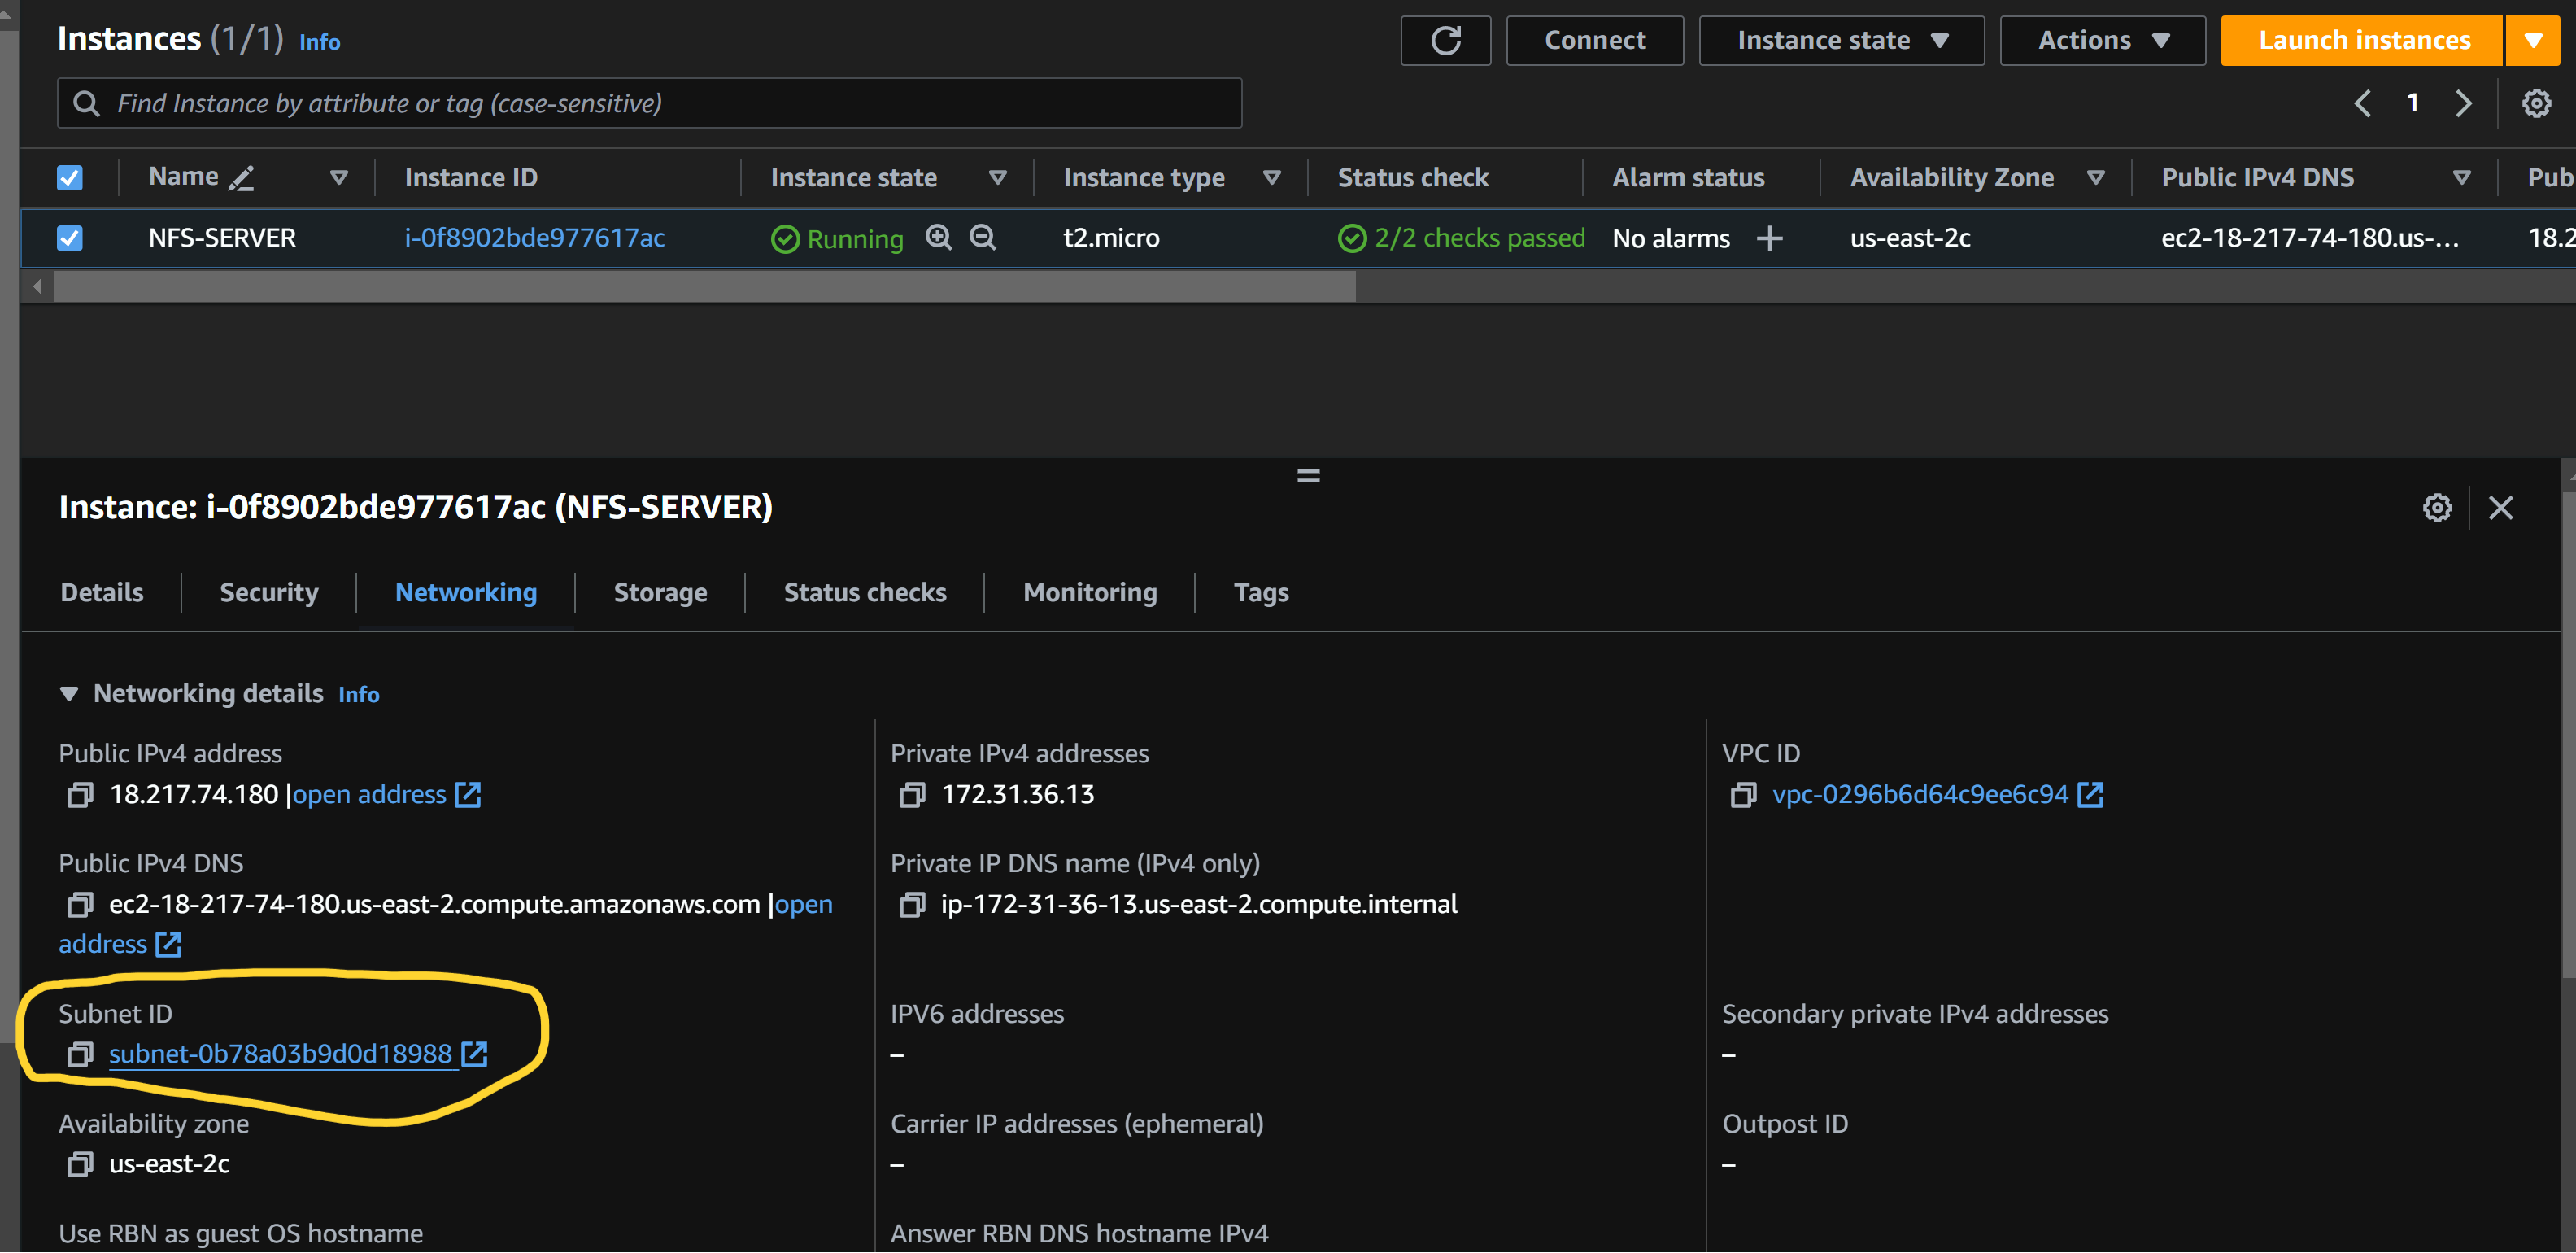 Instances (1/1) Info
Connect
Instance state
Actions
Launch instances
Find Instance by attribute or tag (case-sensitive)
1
Name
Instance ID
Instance state
Instance type
Status check
Alarm status
Availability Zone
Public IPv4 DNS
Pub
NFS-SERVER
i-0f8902bde977617ac
Running
t2.micro
2/2 checks passed
No alarms
us-east-2c
ec2-18-217-74-180.us-...
18.2
Instance: i-0f8902bde977617ac (NFS-SERVER)
Details
Security
Networking
Storage
Status checks
Monitoring
Tags
Networking details Info
Public IPv4 address
18.217.74.180 |open address
Private IPv4 addresses
172.31.36.13
VPC ID
vpc-0296b6d64c9ee6c94
Public IPv4 DNS
ec2-18-217-74-180.us-east-2.compute.amazonaws.com |open
address
Private IP DNS name (IPv4 only)
ip-172-31-36-13.us-east-2.compute.internal
Subnet ID
subnet-0b78a03b9d0d18988
IPV6 addresses
–
Secondary private IPv4 addresses
–
Availability zone
us-east-2c
Carrier IP addresses (ephemeral)
–
Outpost ID
–
Use RBN as guest OS hostname
Answer RBN DNS hostname IPv4